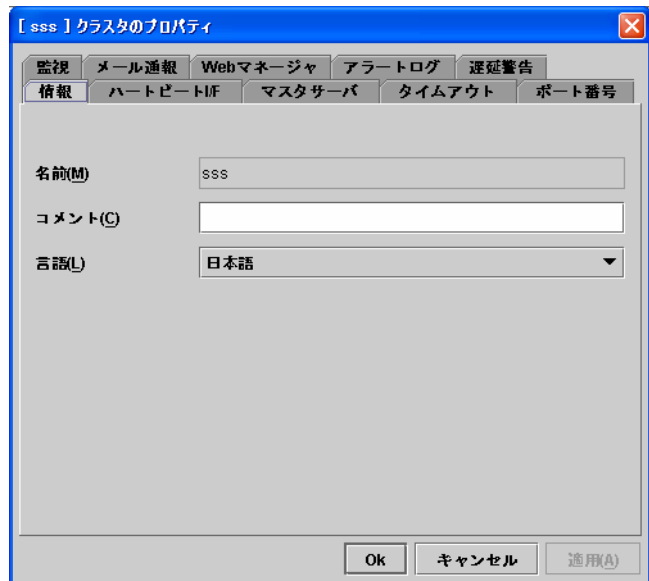 [ sss ] クラスタのプロパティ
監視 メール通報 Webマネージャ アラートログ 遅延警告
情報 ハートビートI/F マスタサーバ タイムアウト ポート番号
名前(M) sss
コメント(C)
言語(L) 日本語
Ok キャンセル 適用(A)